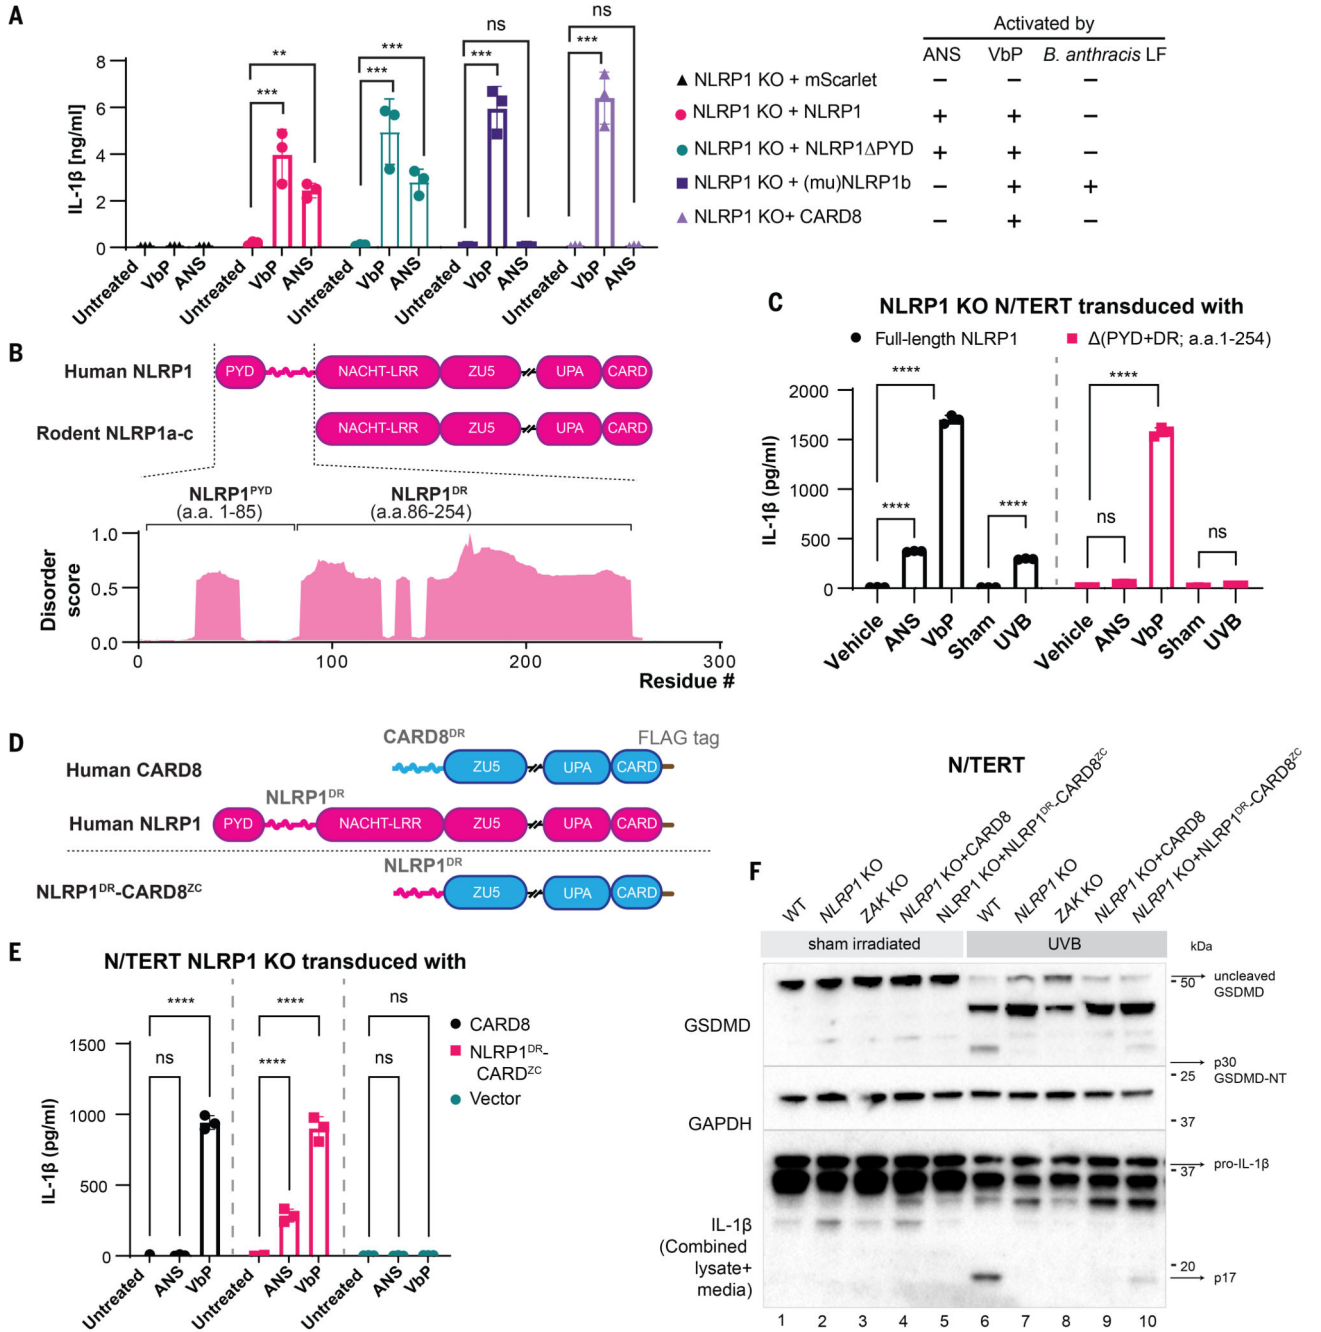 A
IL-1β [ng/ml]
8
6
4
2
0
**
***
***
***
ns
***
ns
***
Untreated
VbP
ANS
Untreated
VbP
ANS
Untreated
VbP
ANS
Untreated
VbP
ANS
Untreated
VbP
ANS
Activated by
ANS VbP B. anthracis LF
NLRP1 KO + mScarlet − − −
NLRP1 KO + NLRP1 + + −
NLRP1 KO + NLRP1ΔPYD + + −
NLRP1 KO + (mu)NLRP1b − + +
NLRP1 KO+ CARD8 − + −
B
Human NLRP1 PYD NACHT-LRR ZU5 UPA CARD
Rodent NLRP1a-c NACHT-LRR ZU5 UPA CARD
NLRP1PYD
(a.a. 1-85)
NLRP1DR
(a.a.86-254)
Disorder
score
1.0
0.5
0.0
0 100 200 300
Residue #
C
NLRP1 KO N/TERT transduced with
Full-length NLRP1 Δ(PYD+DR; a.a.1-254)
IL-1β (pg/ml)
2000
1500
1000
500
0
****
****
****
****
ns
ns
Vehicle
ANS
VbP
Sham
UVB
Vehicle
ANS
VbP
Sham
UVB
D
CARD8DR FLAG tag
Human CARD8 ZU5 UPA CARD
NLRP1DR
Human NLRP1 PYD NACHT-LRR ZU5 UPA CARD
NLRP1DR
NLRP1DR-CARD8ZC ZU5 UPA CARD
E
N/TERT NLRP1 KO transduced with
IL-1β (pg/ml)
1500
1000
500
0
****
ns
****
****
ns
ns
Untreated
ANS
VbP
Untreated
ANS
VbP
Untreated
ANS
VbP
CARD8
NLRP1DR-
CARDZC
Vector
F
N/TERT
WT
NLRP1 KO
ZAK KO
NLRP1 KO+CARD8
NLRP1 KO+NLRP1DR-CARD8ZC
WT
NLRP1 KO
ZAK KO
NLRP1 KO+CARD8
NLRP1 KO+NLRP1DR-CARD8ZC
sham irradiated UVB kDa
GSDMD
uncleaved
- 50
GSDMD
p30
- 25
GSDMD-NT
GAPDH
- 37
pro-IL-1β
- 37
IL-1β
(Combined
lysate+
media)
- 20
p17
1 2 3 4 5 6 7 8 9 10